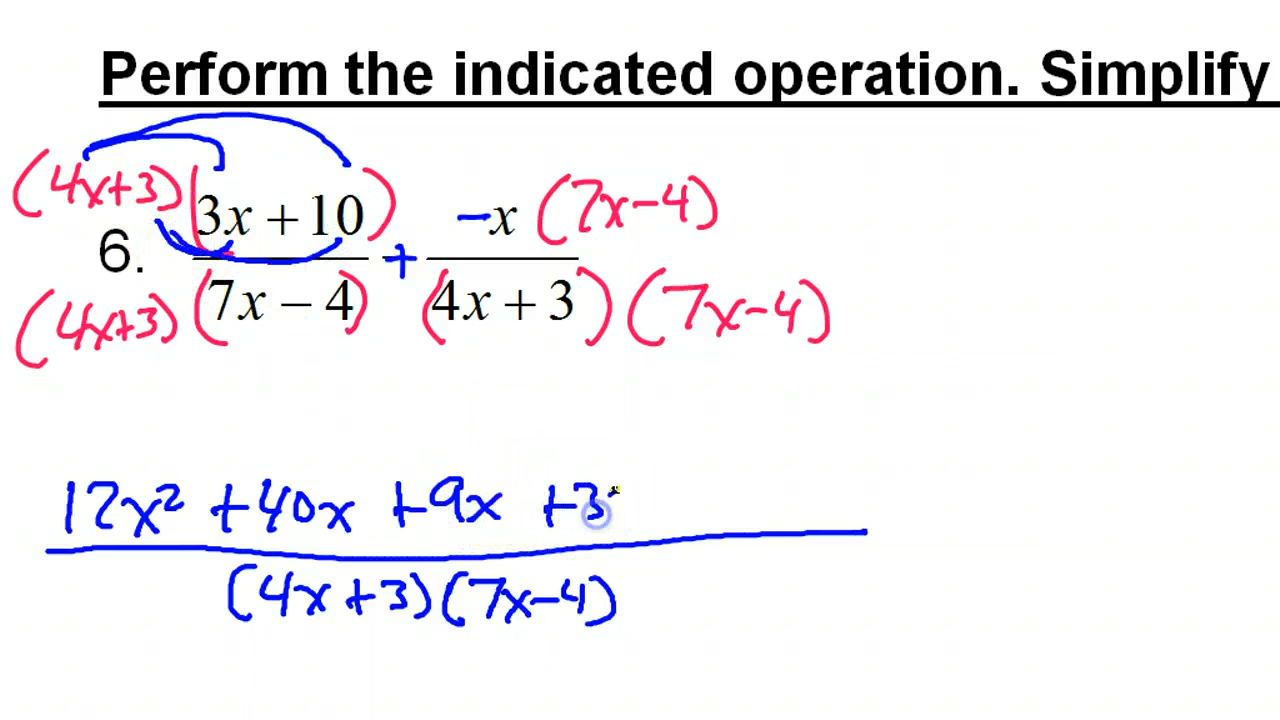 Perform the indicated operation. Simplify
(4x+3)(3x + 10) -x (7x-4)
6. +
(4x+3) (7x − 4) (4x + 3) (7x-4)
12x² +40x +9x +3
(4x+3)(7x-4)